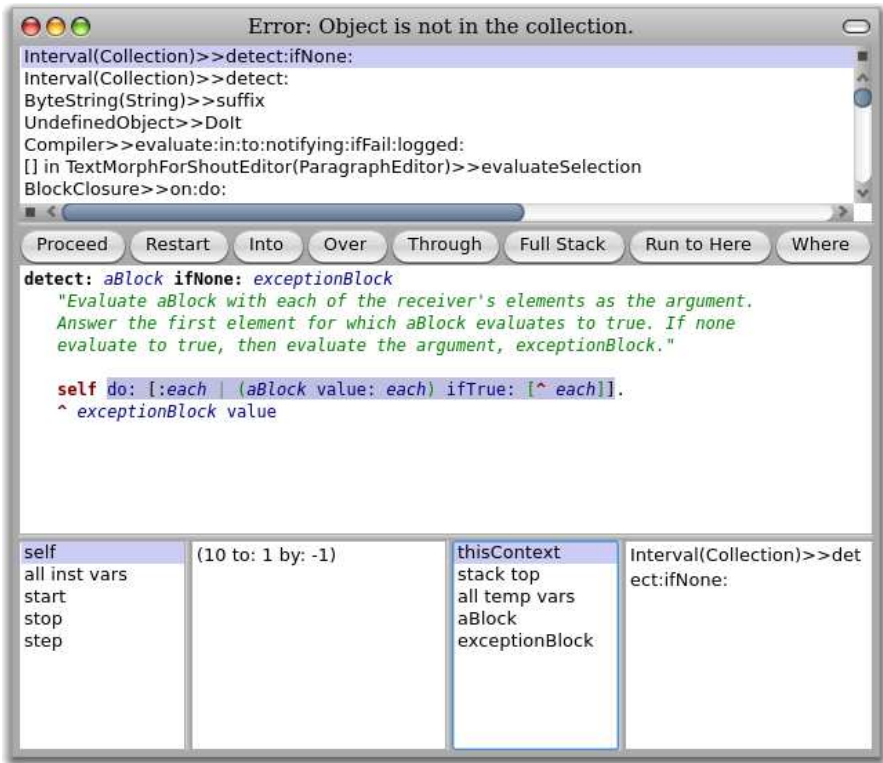 Error: Object is not in the collection.
Interval(Collection)>>detect:ifNone:
Interval(Collection)>>detect:
ByteString(String)>>suffix
UndefinedObject>>DoIt
Compiler>>evaluate:in:to:notifying:ifFail:logged:
[] in TextMorphForShoutEditor(ParagraphEditor)>>evaluateSelection
BlockClosure>>on:do:
Proceed Restart Into Over Through Full Stack Run to Here Where
detect: aBlock ifNone: exceptionBlock
"Evaluate aBlock with each of the receiver's elements as the argument.
Answer the first element for which aBlock evaluates to true. If none
evaluate to true, then evaluate the argument, exceptionBlock."
self do: [:each | (aBlock value: each) ifTrue: [^ each]].
^ exceptionBlock value
self
all inst vars
start
stop
step
(10 to: 1 by: -1)
thisContext
stack top
all temp vars
aBlock
exceptionBlock
Interval(Collection)>>det
ect:ifNone: